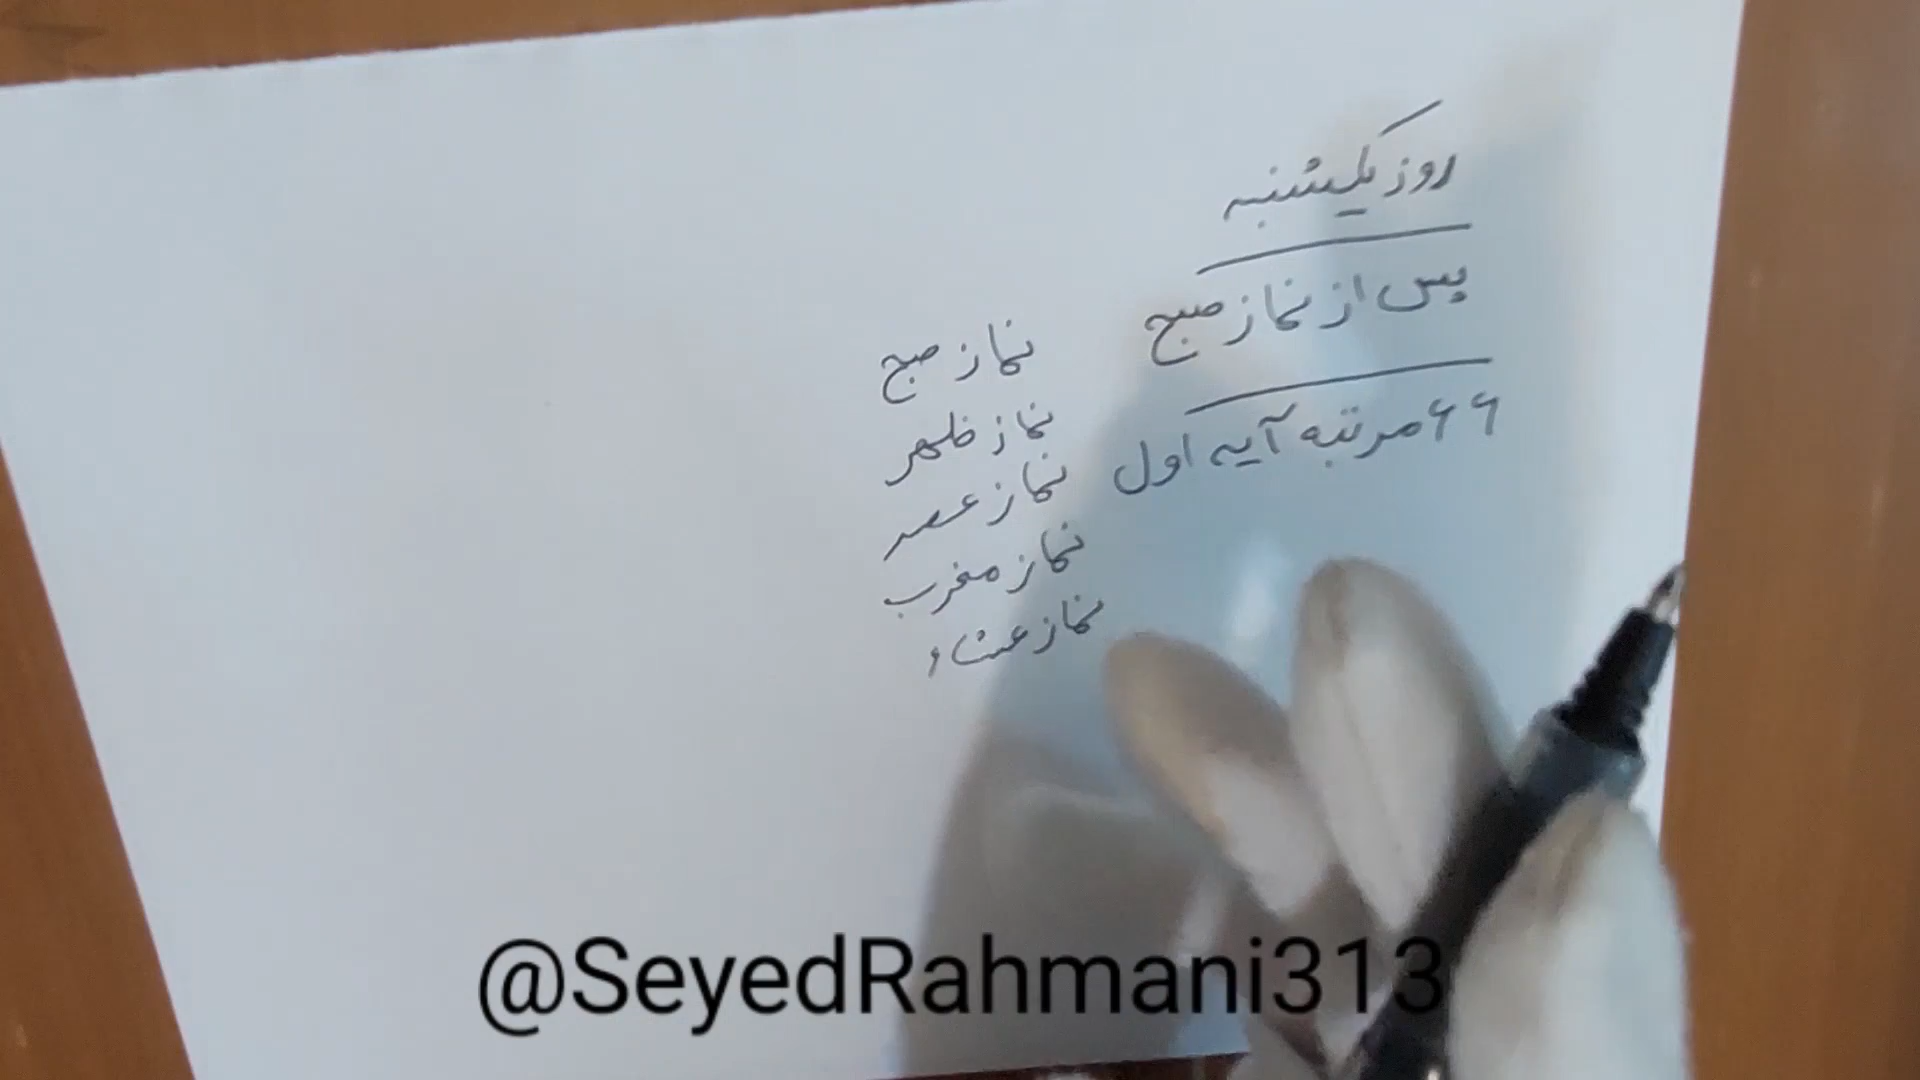 روز یکشنبه
پس از نماز صبح
۶۶ مرتبه آیه اول
نماز صبح
نماز ظهر
نماز عصر
نماز مغرب
نماز عشاء
@SeyedRahmani313